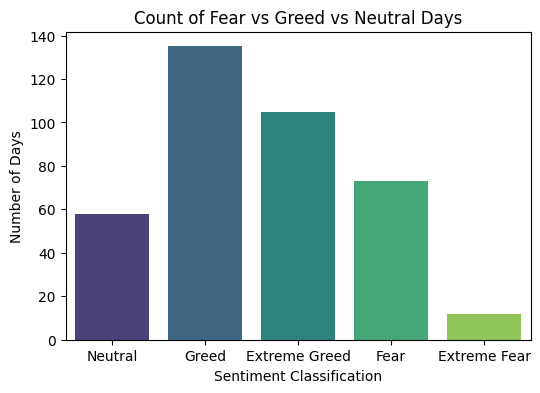 Count of Fear vs Greed vs Neutral Days
Number of Days
140
120
100
80
60
40
20
0
Neutral Greed Extreme Greed Fear Extreme Fear
Sentiment Classification